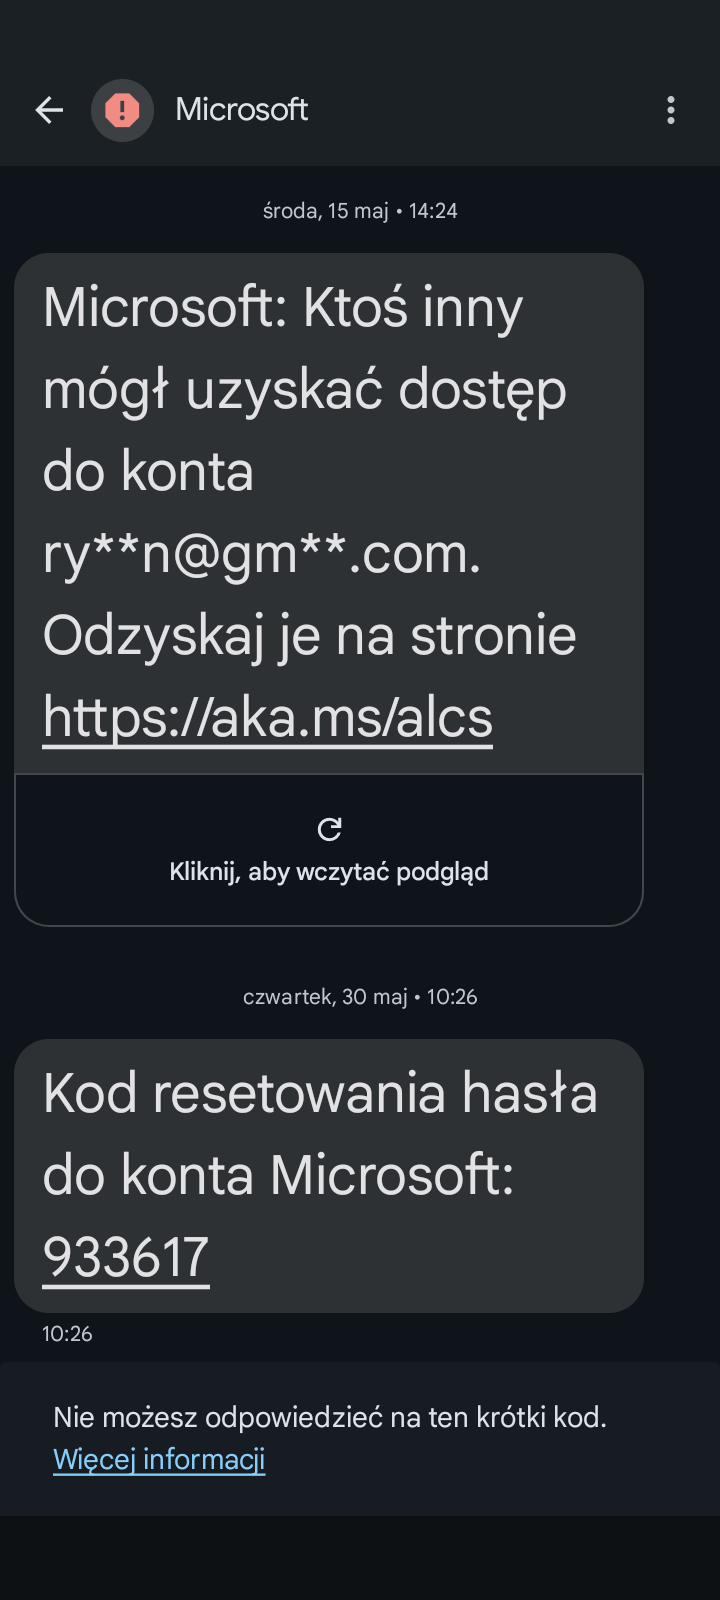 Microsoft
środa, 15 maj • 14:24
Microsoft: Ktoś inny
mógł uzyskać dostęp
do konta
ry**n@gm**.com.
Odzyskaj je na stronie
https://aka.ms/alcs
Kliknij, aby wczytać podgląd
czwartek, 30 maj • 10:26
Kod resetowania hasła
do konta Microsoft:
933617
10:26
Nie możesz odpowiedzieć na ten krótki kod.
Więcej informacji